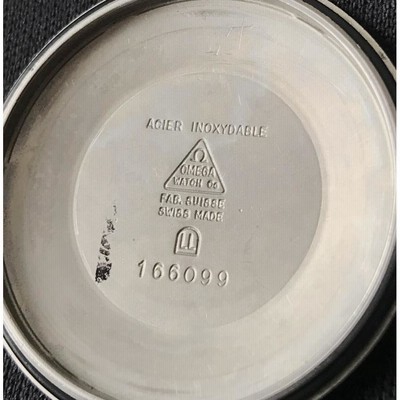 ACIER INOXYDABLE
Ω
OMEGA
WATCH Co
FAB. SUISSE
SWISS MADE
166099